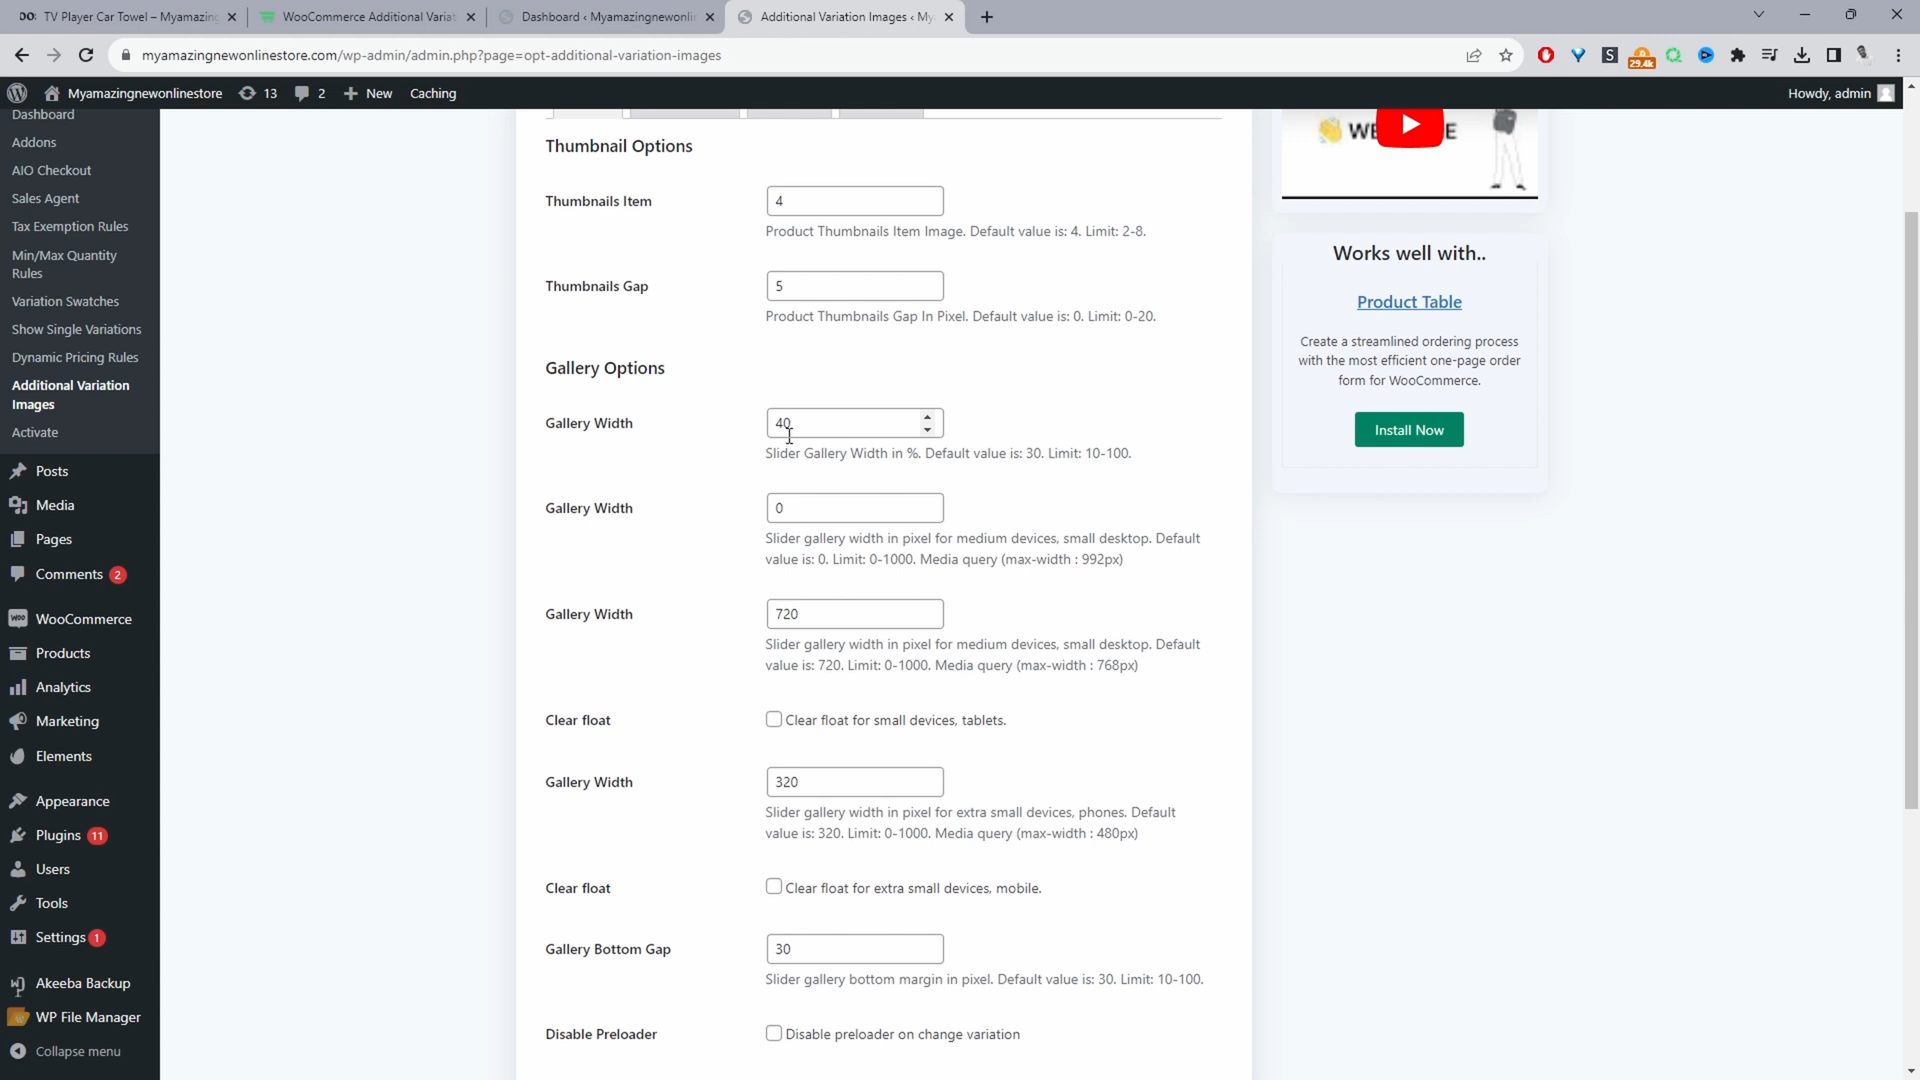 TV Player Car Towel – Myamazing
WooCommerce Additional Variat
Dashboard ‹ Myamazingnewonlin
Additional Variation Images ‹ My
myamazingnewonlinestore.com/wp-admin/admin.php?page=opt-additional-variation-images
29.4k
Myamazingnewonlinestore 13 2 New Caching Howdy, admin
Dashboard
Addons
AIO Checkout
Sales Agent
Tax Exemption Rules
Min/Max Quantity
Rules
Variation Swatches
Show Single Variations
Dynamic Pricing Rules
Additional Variation
Images
Activate
Posts
Media
Pages
Comments 2
WooCommerce
Products
Analytics
Marketing
Elements
Appearance
Plugins 11
Users
Tools
Settings 1
Akeeba Backup
WP File Manager
Collapse menu
Thumbnail Options
Thumbnails Item 4
Product Thumbnails Item Image. Default value is: 4. Limit: 2-8.
Thumbnails Gap 5
Product Thumbnails Gap In Pixel. Default value is: 0. Limit: 0-20.
Gallery Options
Gallery Width 40
Slider Gallery Width in %. Default value is: 30. Limit: 10-100.
Gallery Width 0
Slider gallery width in pixel for medium devices, small desktop. Default
value is: 0. Limit: 0-1000. Media query (max-width : 992px)
Gallery Width 720
Slider gallery width in pixel for medium devices, small desktop. Default
value is: 720. Limit: 0-1000. Media query (max-width : 768px)
Clear float Clear float for small devices, tablets.
Gallery Width 320
Slider gallery width in pixel for extra small devices, phones. Default
value is: 320. Limit: 0-1000. Media query (max-width : 480px)
Clear float Clear float for extra small devices, mobile.
Gallery Bottom Gap 30
Slider gallery bottom margin in pixel. Default value is: 30. Limit: 10-100.
Disable Preloader Disable preloader on change variation
Works well with..
Product Table
Create a streamlined ordering process
with the most efficient one-page order
form for WooCommerce.
Install Now